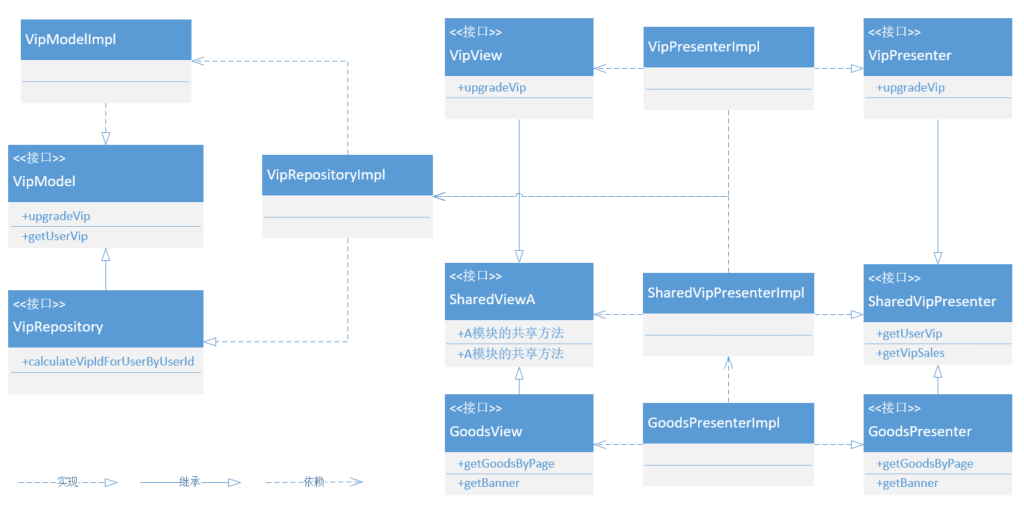 VipModelImpl
<<接口>>
VipModel
+upgradeVip
+getUserVip
<<接口>>
VipRepository
+calculateVipIdForUserByUserId
VipRepositoryImpl
<<接口>>
VipView
+upgradeVip
VipPresenterImpl
<<接口>>
VipPresenter
+upgradeVip
<<接口>>
SharedViewA
+A模块的共享方法
+A模块的共享方法
SharedVipPresenterImpl
<<接口>>
SharedVipPresenter
+getUserVip
+getVipSales
<<接口>>
GoodsView
+getGoodsByPage
+getBanner
GoodsPresenterImpl
<<接口>>
GoodsPresenter
+getGoodsByPage
+getBanner
实现
继承
依赖